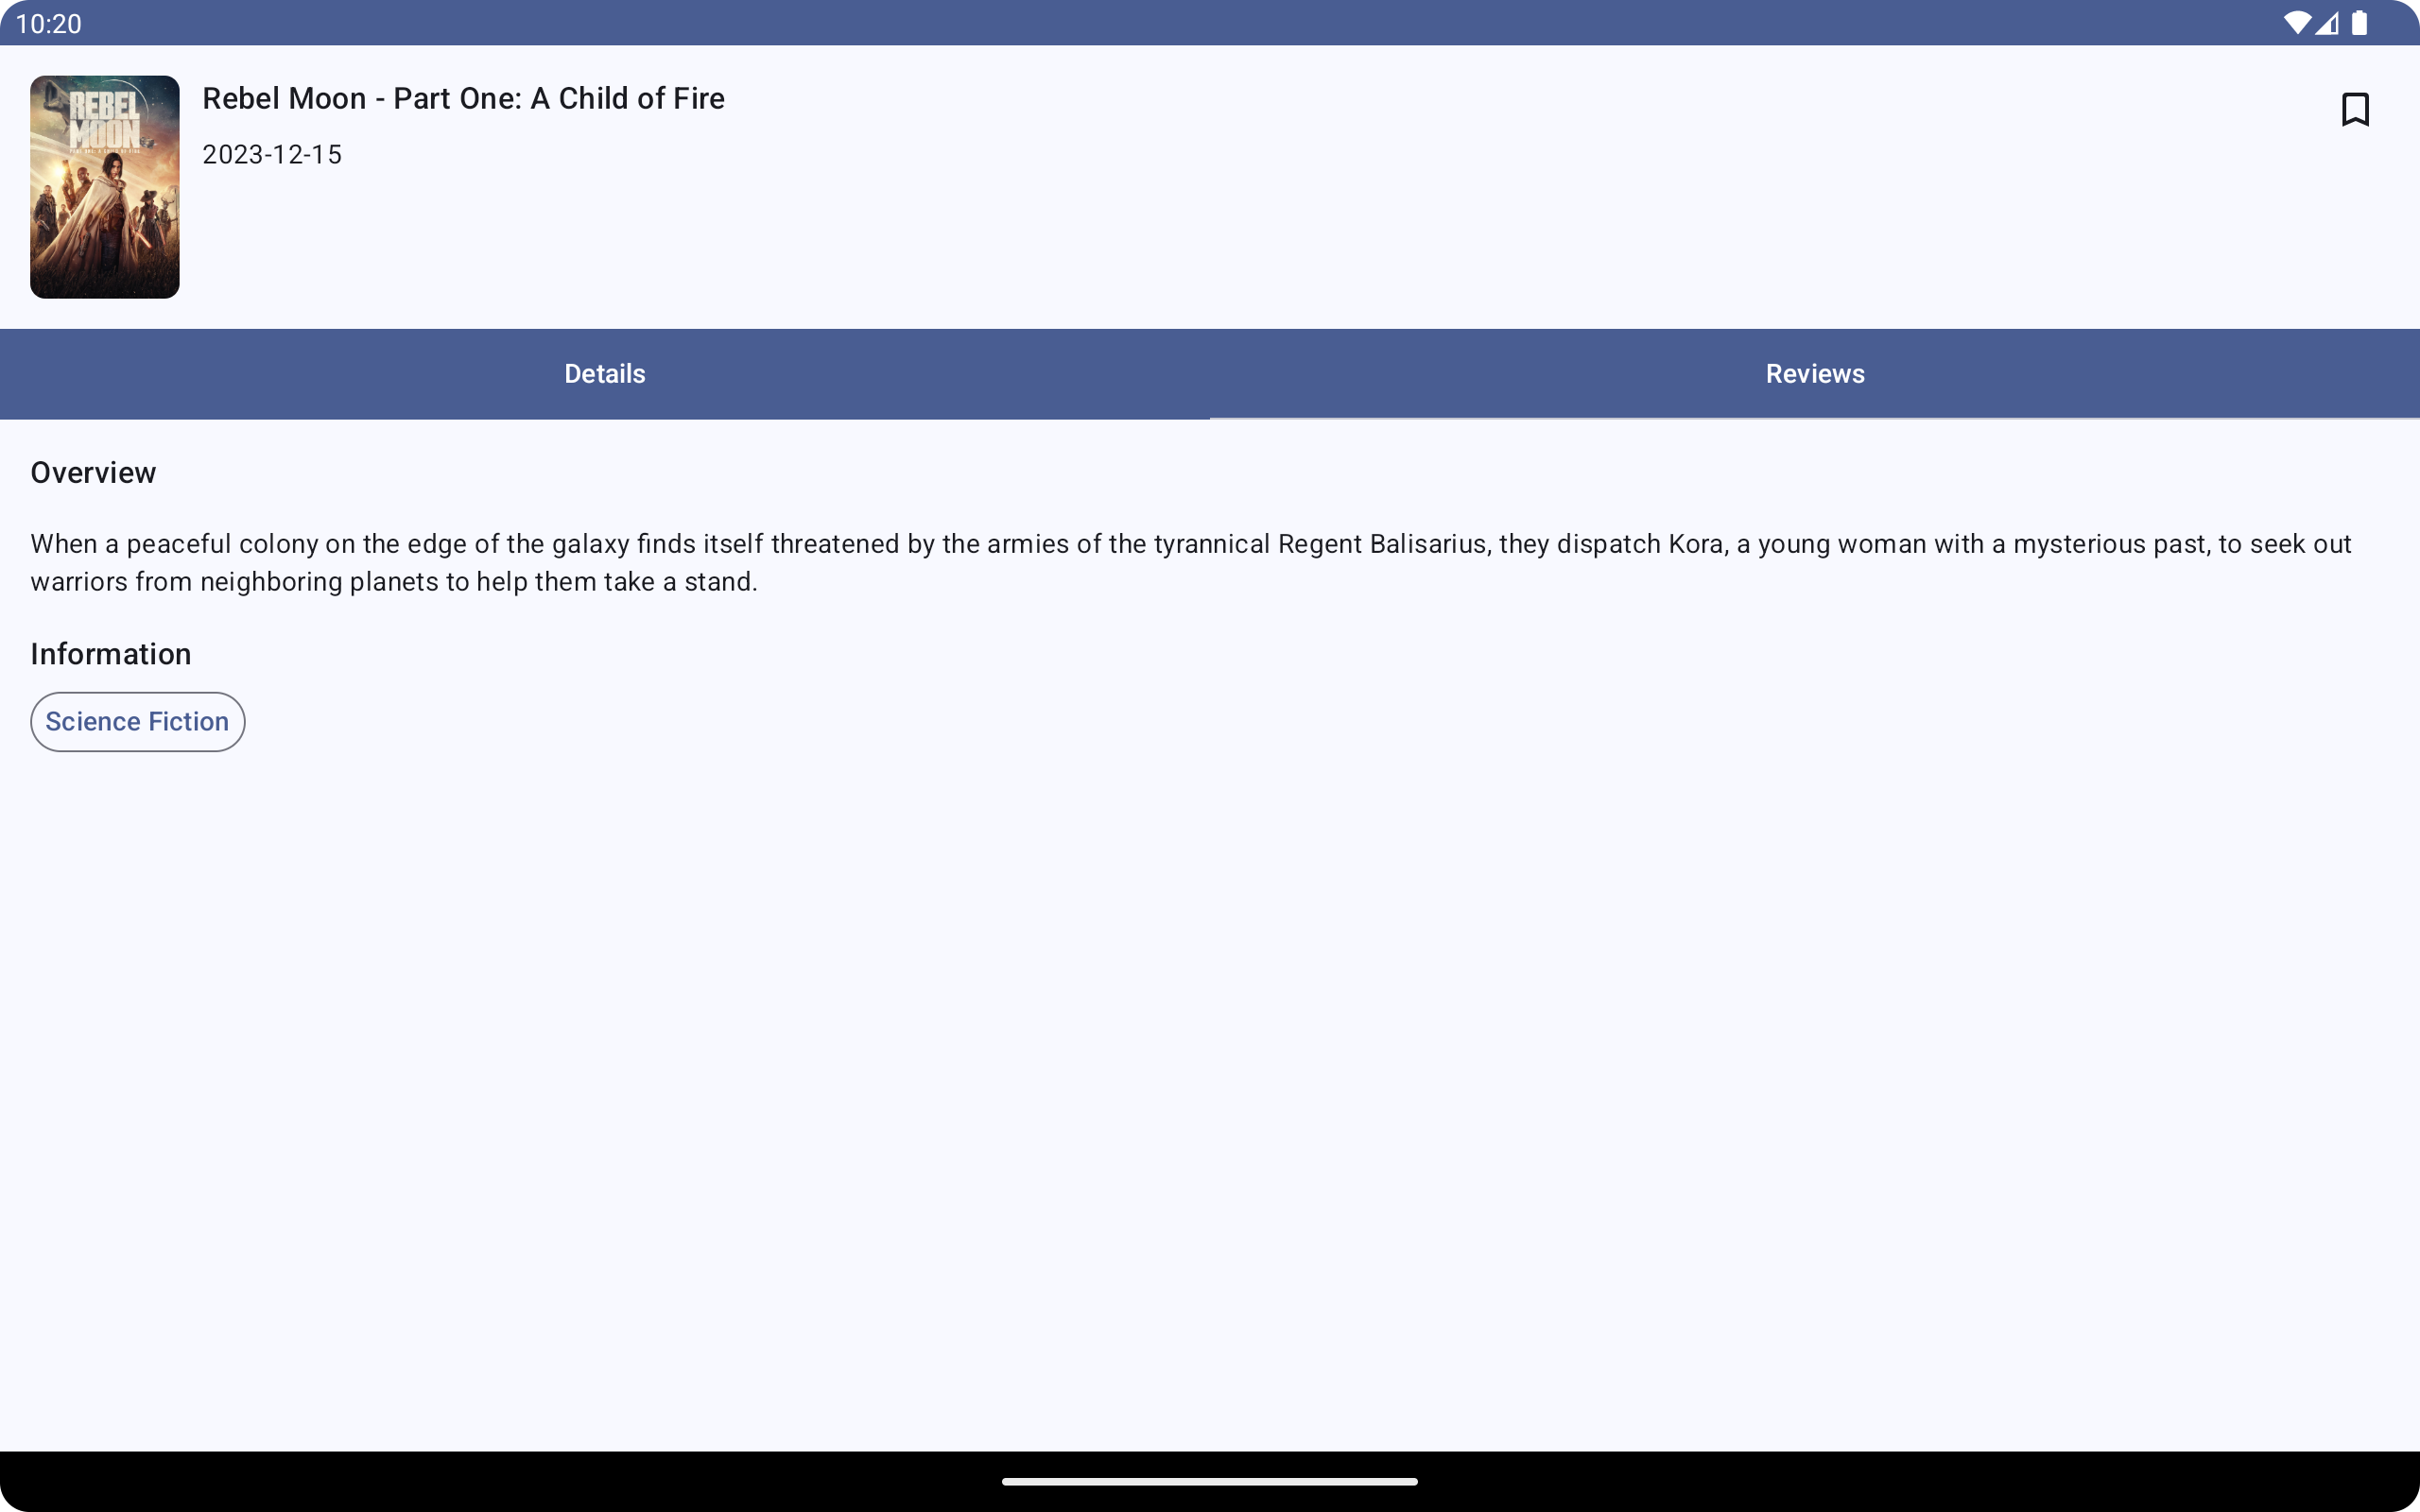 10:20
REBEL
MOON
Rebel Moon - Part One: A Child of Fire
2023-12-15
Details
Reviews
Overview
When a peaceful colony on the edge of the galaxy finds itself threatened by the armies of the tyrannical Regent Balisarius, they dispatch Kora, a young woman with a mysterious past, to seek out
warriors from neighboring planets to help them take a stand.
Information
Science Fiction